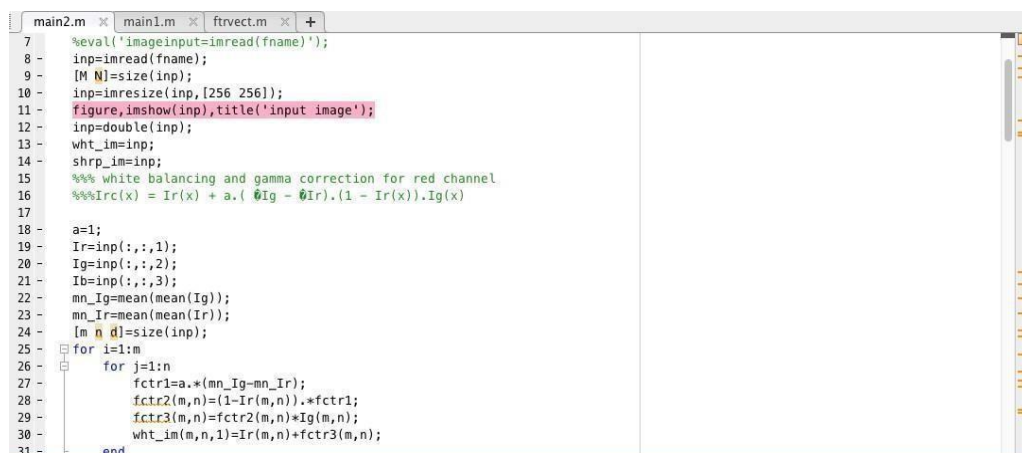 main2.m × main1.m × ftrvect.m × +
7 %eval('imageinput=imread(fname)');
8 - inp=imread(fname);
9 - [M N]=size(inp);
10 - inp=imresize(inp,[256 256]);
11 - figure,imshow(inp),title('input image');
12 - inp=double(inp);
13 - wht_im=inp;
14 - shrp_im=inp;
15 %%% white balancing and gamma correction for red channel
16 %%%Irc(x) = Ir(x) + a.( �Ig - �Ir).(1 - Ir(x)).Ig(x)
17
18 - a=1;
19 - Ir=inp(:,:,1);
20 - Ig=inp(:,:,2);
21 - Ib=inp(:,:,3);
22 - mn_Ig=mean(mean(Ig));
23 - mn_Ir=mean(mean(Ir));
24 - [m n d]=size(inp);
25 - for i=1:m
26 - for j=1:n
27 - fctr1=a.*(mn_Ig-mn_Ir);
28 - fctr2(m,n)=(1-Ir(m,n)).*fctr1;
29 - fctr3(m,n)=fctr2(m,n)*Ig(m,n);
30 - wht_im(m,n,1)=Ir(m,n)+fctr3(m,n);
31 - end